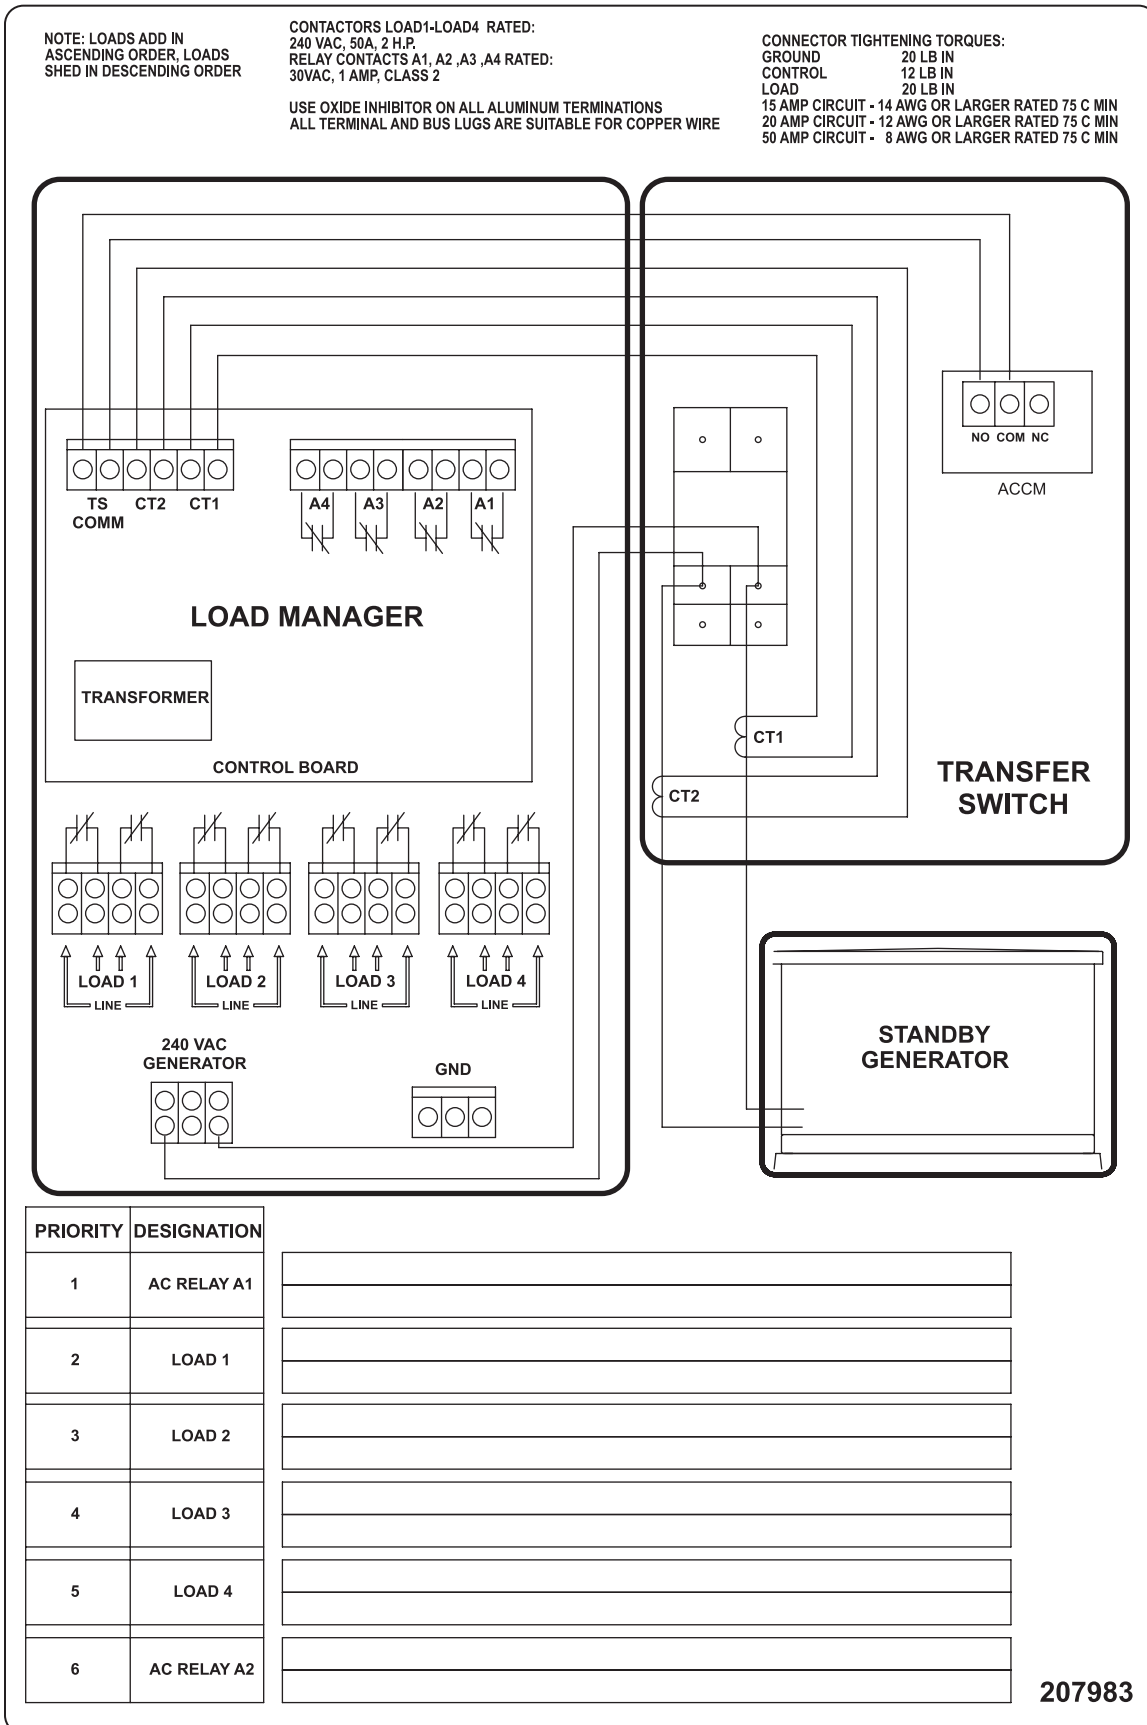 NOTE: LOADS ADD IN
ASCENDING ORDER, LOADS
SHED IN DESCENDING ORDER
CONTACTORS LOAD1-LOAD4 RATED:
240 VAC, 50A, 2 H.P.
RELAY CONTACTS A1, A2 ,A3 ,A4 RATED:
30VAC, 1 AMP, CLASS 2
USE OXIDE INHIBITOR ON ALL ALUMINUM TERMINATIONS
ALL TERMINAL AND BUS LUGS ARE SUITABLE FOR COPPER WIRE
CONNECTOR TIGHTENING TORQUES:
GROUND 20 LB IN
CONTROL 12 LB IN
LOAD 20 LB IN
15 AMP CIRCUIT - 14 AWG OR LARGER RATED 75 C MIN
20 AMP CIRCUIT - 12 AWG OR LARGER RATED 75 C MIN
50 AMP CIRCUIT - 8 AWG OR LARGER RATED 75 C MIN
TS CT2 CT1
COMM
A4 A3 A2 A1
LOAD MANAGER
TRANSFORMER
CONTROL BOARD
NO COM NC
ACCM
CT1
CT2
TRANSFER
SWITCH
LOAD 1 LOAD 2 LOAD 3 LOAD 4
LINE LINE LINE LINE
240 VAC
GENERATOR
GND
STANDBY
GENERATOR
PRIORITY DESIGNATION
1 AC RELAY A1
2 LOAD 1
3 LOAD 2
4 LOAD 3
5 LOAD 4
6 AC RELAY A2
207983